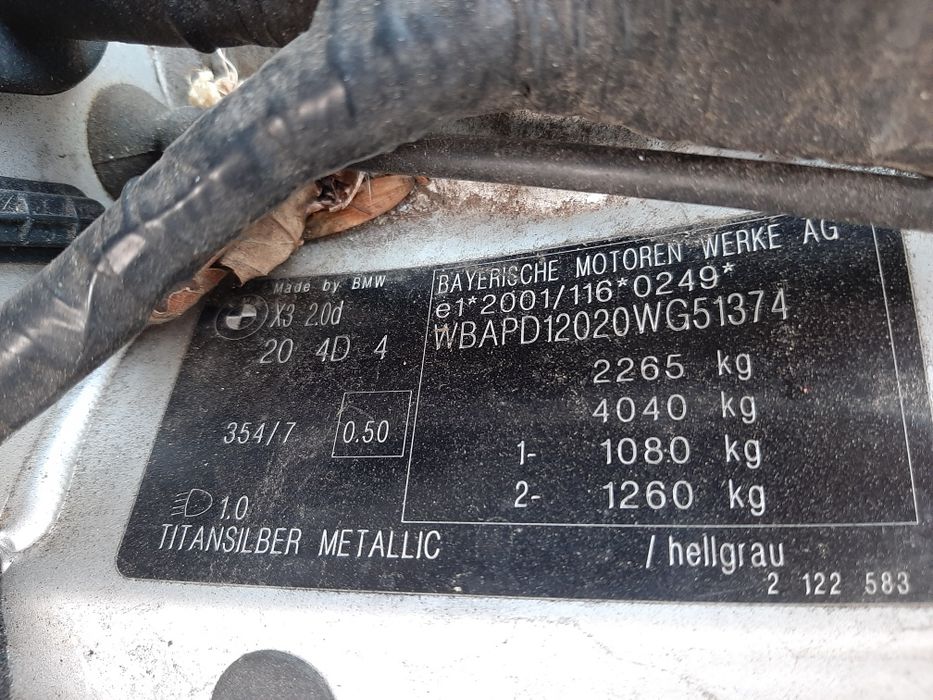 Made by BMW
X3 2.0d
20 4D 4
354/7 0.50
1.0
TITANSILBER METALLIC
BAYERISCHE MOTOREN WERKE AG
e1*2001/116*0249*
WBAPD12020WG51374
2265 kg
4040 kg
1- 1080 kg
2- 1260 kg
/ hellgrau
2 122 583